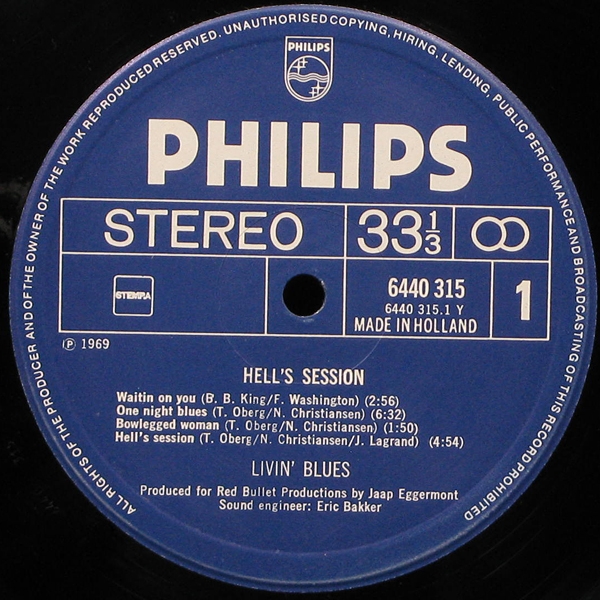 ALL RIGHTS OF THE PRODUCER AND OF THE OWNER OF THE WORK REPRODUCED RESERVED. UNAUTHORISED COPYING, HIRING, LENDING, PUBLIC PERFORMANCE AND BROADCASTING OF THIS RECORD PROHIBITED
PHILIPS
PHILIPS
STEREO 33 1/3
STEMRA
6440 315 1
6440 315.1 Y
MADE IN HOLLAND
Ⓟ 1969
HELL'S SESSION
Waitin on you (B. B. King/F. Washington) (2:56)
One night blues (T. Oberg/N. Christiansen) (6:32)
Bowlegged woman (T. Oberg/N. Christiansen) (1:50)
Hell's session (T. Oberg/N. Christiansen/J. Lagrand) (4:54)
LIVIN' BLUES
Produced for Red Bullet Productions by Jaap Eggermont
Sound engineer: Eric Bakker